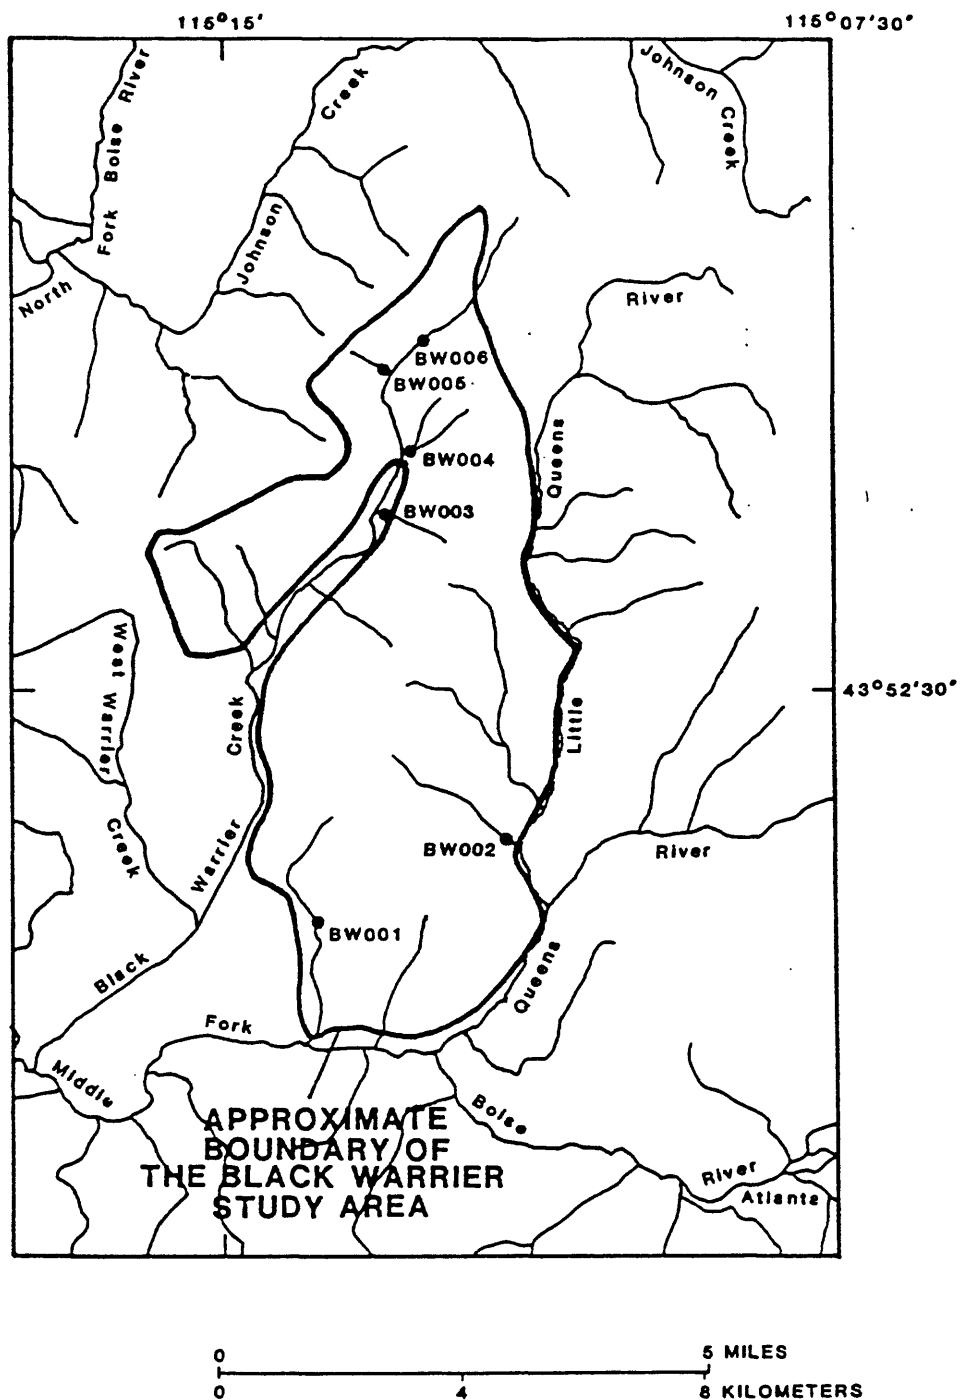 115°15'
115°07'30"
Fork Boise River
North
Johnson Creek
Johnson Creek
River
BW006
BW005
BW004
BW003
Queens
Little
43°52'30"
West Warrier
Creek
Creek
Warrier
Black
BW002
River
BW001
Queens
Fork
Middle
Boise
River
Atlanta
APPROXIMATE
BOUNDARY OF
THE BLACK WARRIER
STUDY AREA
0 5 MILES
0 4 8 KILOMETERS